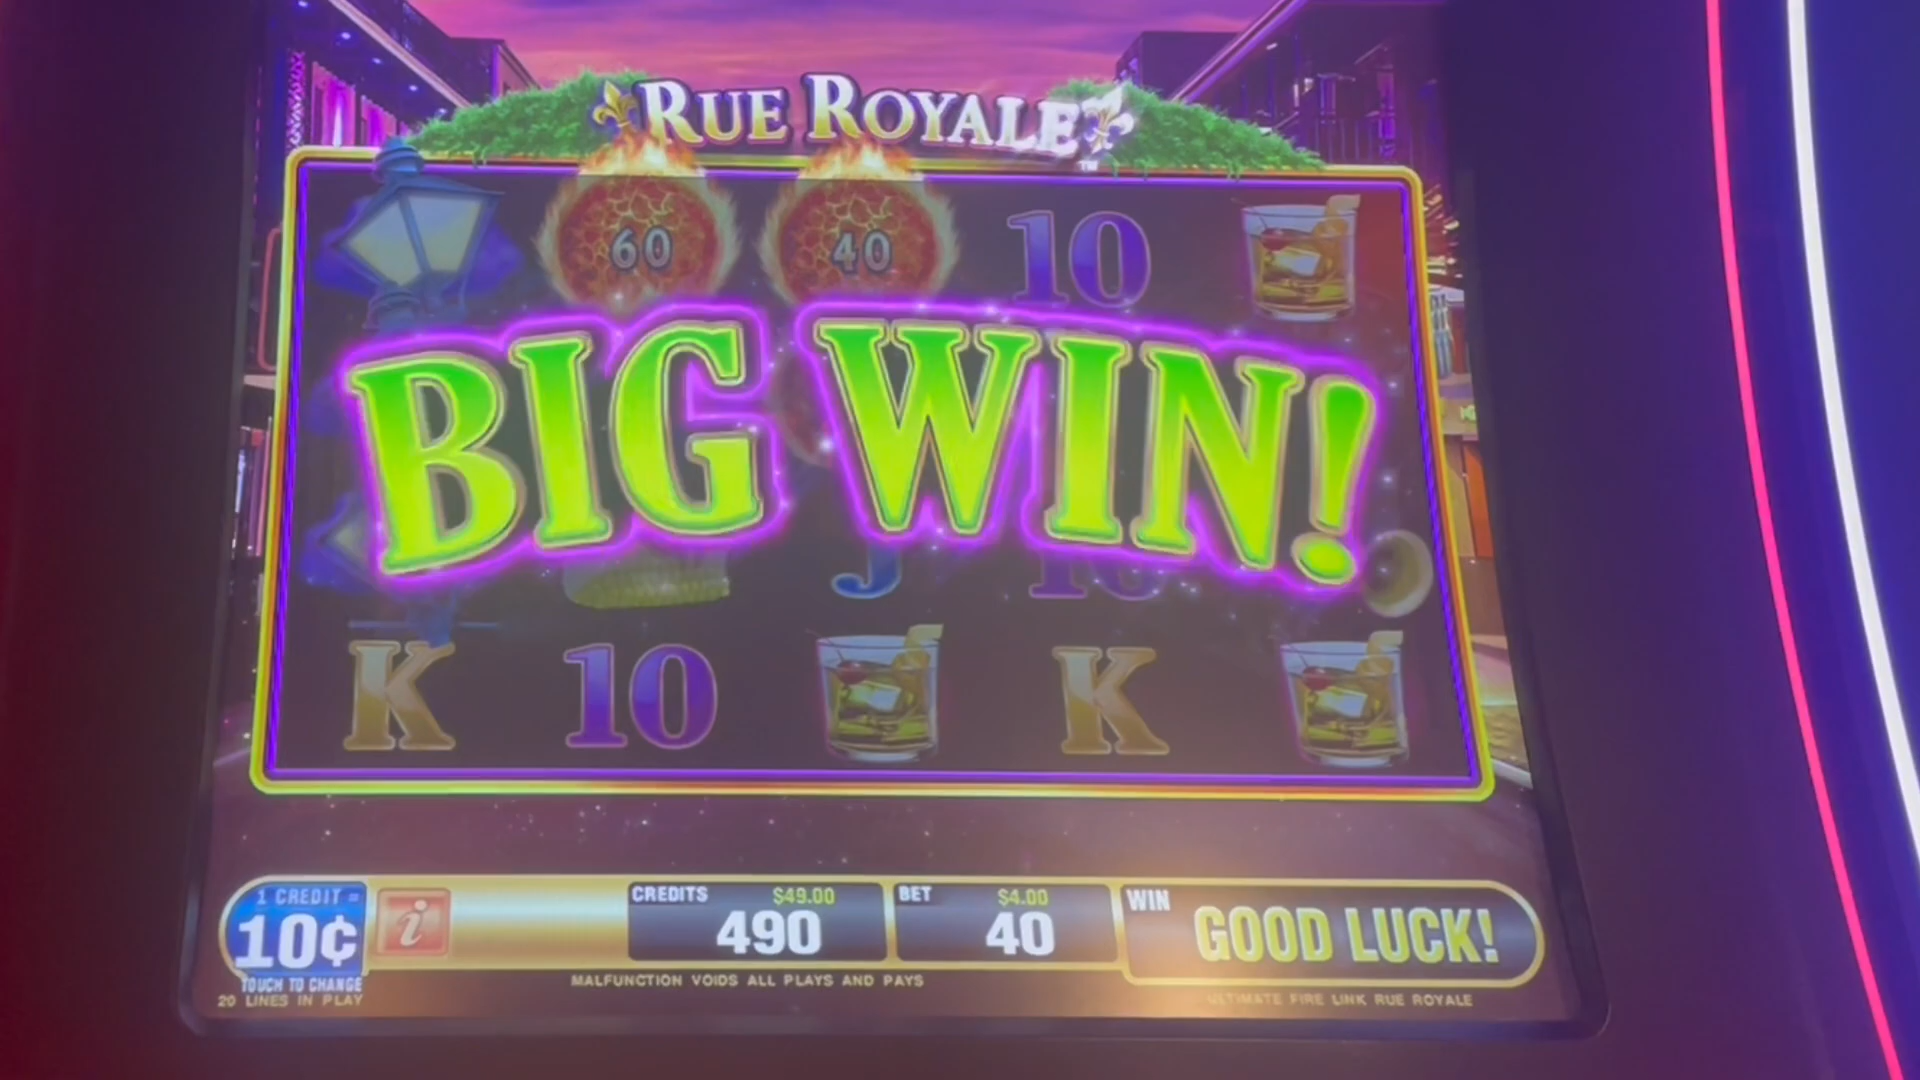 RUE ROYALE™
60 40 10
BIG WIN!
J 10
K 10 K
1 CREDIT =
10¢
TOUCH TO CHANGE
20 LINES IN PLAY
i
CREDITS $49.00
490
BET $4.00
40
WIN
GOOD LUCK!
MALFUNCTION VOIDS ALL PLAYS AND PAYS
ULTIMATE FIRE LINK RUE ROYALE